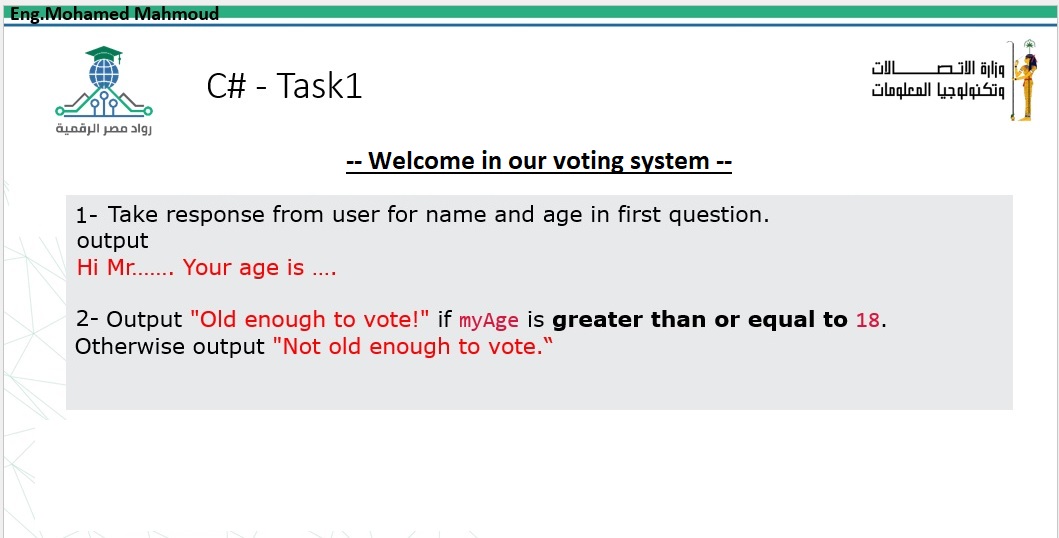 Eng.Mohamed Mahmoud
C# - Task1
رواد مصر الرقمية
وزارة الاتصـــــالات
وتكنولوجيا المعلومات
-- Welcome in our voting system --
1- Take response from user for name and age in first question.
output
Hi Mr....... Your age is ....
2- Output "Old enough to vote!" if myAge is greater than or equal to 18.
Otherwise output "Not old enough to vote.“